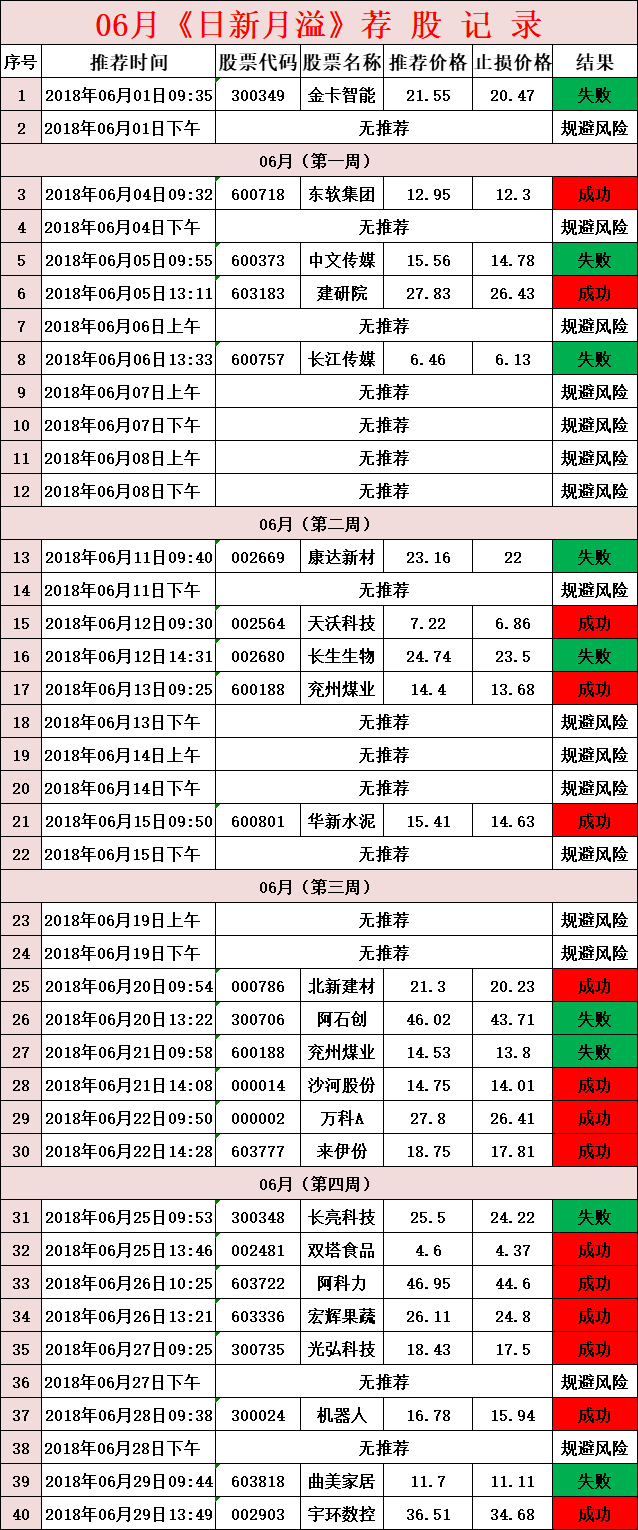 06月《日新月溢》荐 股 记 录
序号 推荐时间 股票代码 股票名称 推荐价格 止损价格 结果
1 2018年06月01日09:35 300349 金卡智能 21.55 20.47 失败
2 2018年06月01日下午 无推荐 规避风险
06月（第一周）
3 2018年06月04日09:32 600718 东软集团 12.95 12.3 成功
4 2018年06月04日下午 无推荐 规避风险
5 2018年06月05日09:55 600373 中文传媒 15.56 14.78 失败
6 2018年06月05日13:11 603183 建研院 27.83 26.43 成功
7 2018年06月06日上午 无推荐 规避风险
8 2018年06月06日13:33 600757 长江传媒 6.46 6.13 失败
9 2018年06月07日上午 无推荐 规避风险
10 2018年06月07日下午 无推荐 规避风险
11 2018年06月08日上午 无推荐 规避风险
12 2018年06月08日下午 无推荐 规避风险
06月（第二周）
13 2018年06月11日09:40 002669 康达新材 23.16 22 失败
14 2018年06月11日下午 无推荐 规避风险
15 2018年06月12日09:30 002564 天沃科技 7.22 6.86 成功
16 2018年06月12日14:31 002680 长生生物 24.74 23.5 失败
17 2018年06月13日09:25 600188 兖州煤业 14.4 13.68 成功
18 2018年06月13日下午 无推荐 规避风险
19 2018年06月14日上午 无推荐 规避风险
20 2018年06月14日下午 无推荐 规避风险
21 2018年06月15日09:50 600801 华新水泥 15.41 14.63 成功
22 2018年06月15日下午 无推荐 规避风险
06月（第三周）
23 2018年06月19日上午 无推荐 规避风险
24 2018年06月19日下午 无推荐 规避风险
25 2018年06月20日09:54 000786 北新建材 21.3 20.23 成功
26 2018年06月20日13:22 300706 阿石创 46.02 43.71 失败
27 2018年06月21日09:58 600188 兖州煤业 14.53 13.8 失败
28 2018年06月21日14:08 000014 沙河股份 14.75 14.01 成功
29 2018年06月22日09:50 000002 万科A 27.8 26.41 成功
30 2018年06月22日14:28 603777 来伊份 18.75 17.81 成功
06月（第四周）
31 2018年06月25日09:53 300348 长亮科技 25.5 24.22 失败
32 2018年06月25日13:46 002481 双塔食品 4.6 4.37 成功
33 2018年06月26日10:25 603722 阿科力 46.95 44.6 成功
34 2018年06月26日13:21 603336 宏辉果蔬 26.11 24.8 成功
35 2018年06月27日09:25 300735 光弘科技 18.43 17.5 成功
36 2018年06月27日下午 无推荐 规避风险
37 2018年06月28日09:38 300024 机器人 16.78 15.94 成功
38 2018年06月28日下午 无推荐 规避风险
39 2018年06月29日09:44 603818 曲美家居 11.7 11.11 失败
40 2018年06月29日13:49 002903 宇环数控 36.51 34.68 成功